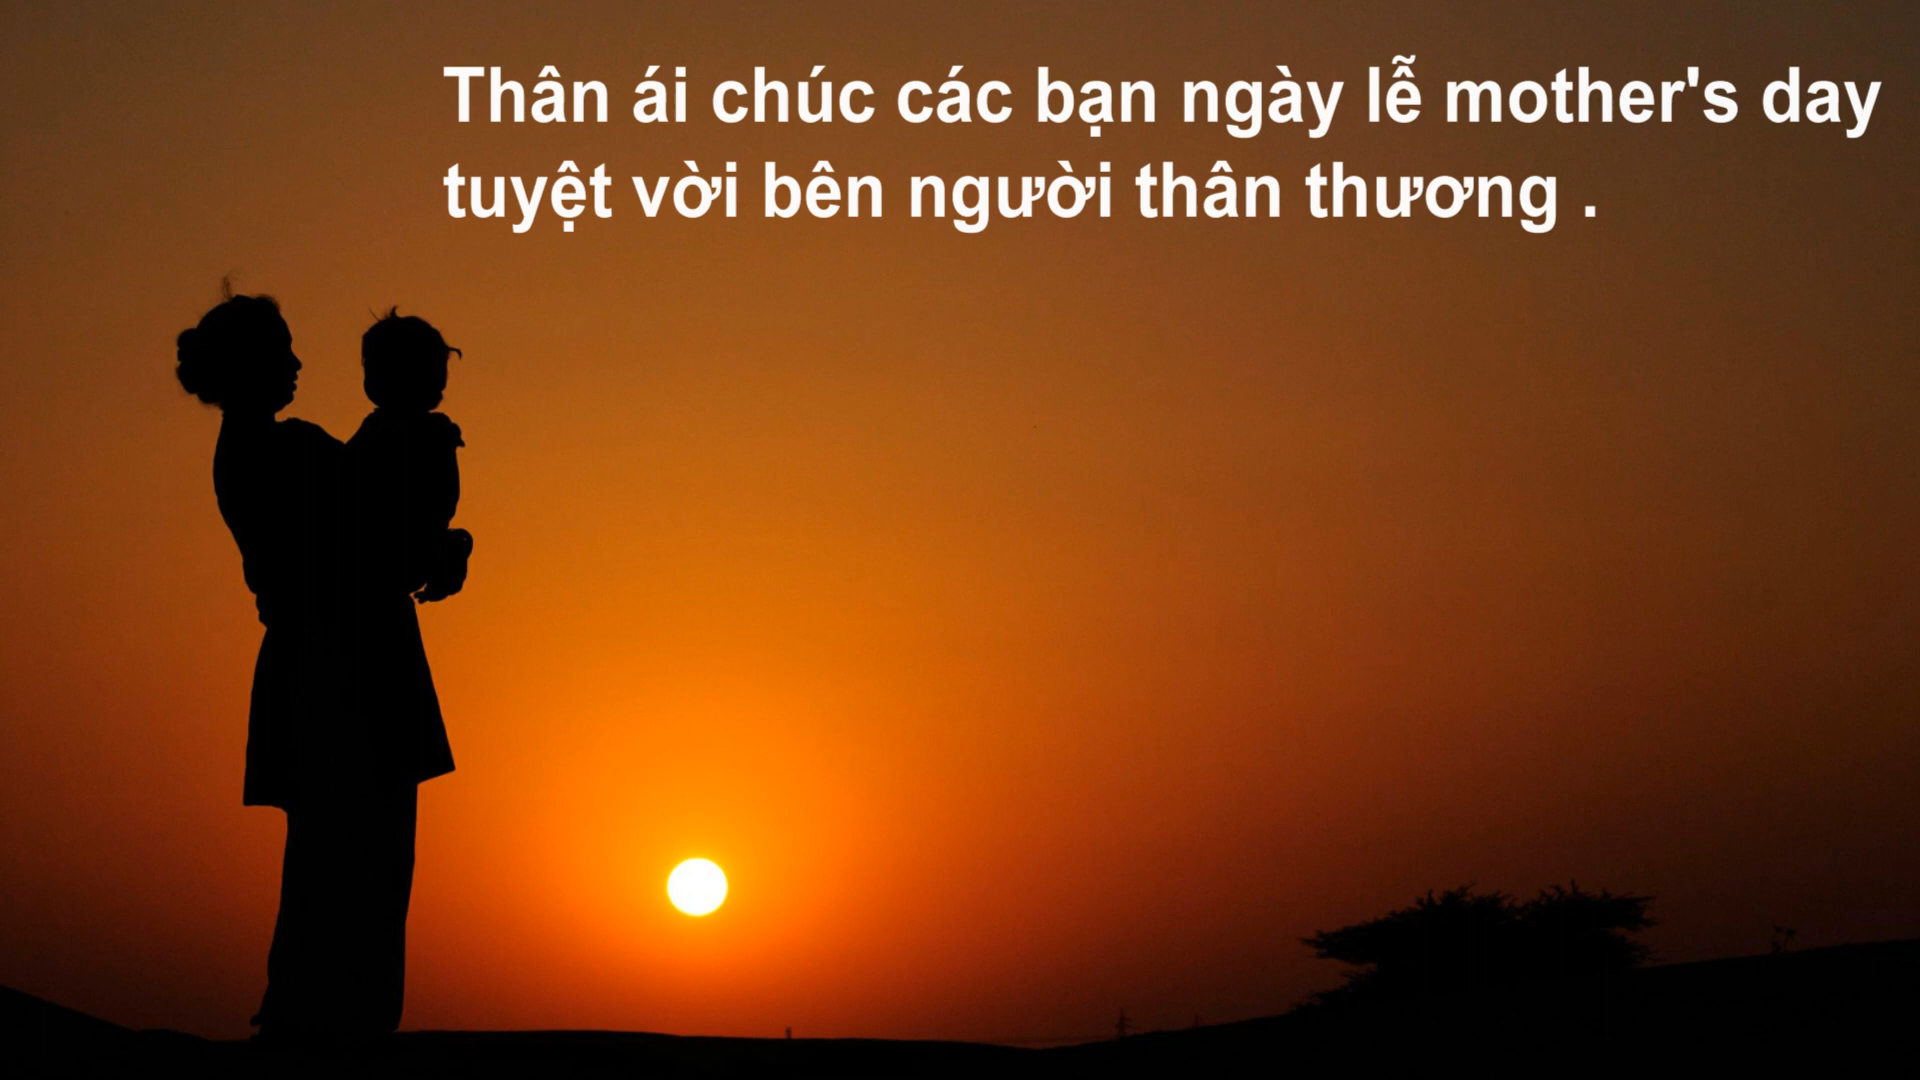 Thân ái chúc các bạn ngày lễ mother's day
tuyệt vời bên người thân thương .